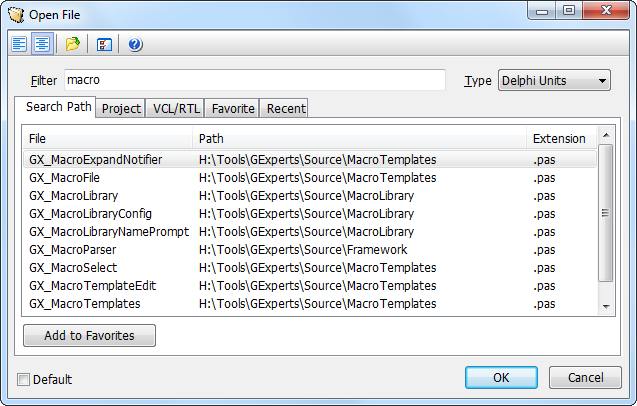 Open File
Filter macro Type Delphi Units
Search Path Project VCL/RTL Favorite Recent
File Path Extension
GX_MacroExpandNotifier H:\Tools\GExperts\Source\MacroTemplates .pas
GX_MacroFile H:\Tools\GExperts\Source\MacroTemplates .pas
GX_MacroLibrary H:\Tools\GExperts\Source\MacroLibrary .pas
GX_MacroLibraryConfig H:\Tools\GExperts\Source\MacroLibrary .pas
GX_MacroLibraryNamePrompt H:\Tools\GExperts\Source\MacroLibrary .pas
GX_MacroParser H:\Tools\GExperts\Source\Framework .pas
GX_MacroSelect H:\Tools\GExperts\Source\MacroTemplates .pas
GX_MacroTemplateEdit H:\Tools\GExperts\Source\MacroTemplates .pas
GX_MacroTemplates H:\Tools\GExperts\Source\MacroTemplates .pas
Add to Favorites
Default OK Cancel